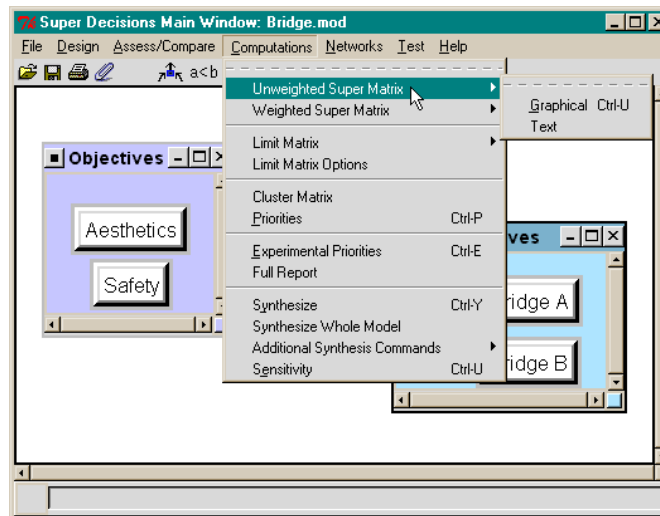 Super Decisions Main Window: Bridge.mod
File Design Assess/Compare Computations Networks Test Help
a<b
Unweighted Super Matrix
Graphical Ctrl-U
Weighted Super Matrix
Text
Limit Matrix
Limit Matrix Options
Objectives
Cluster Matrix
Priorities Ctrl-P
Aesthetics
Experimental Priorities Ctrl-E
ves
Full Report
Safety
ridge A
Synthesize Ctrl-Y
Synthesize Whole Model
Additional Synthesis Commands
Sensitivity Ctrl-U
ridge B